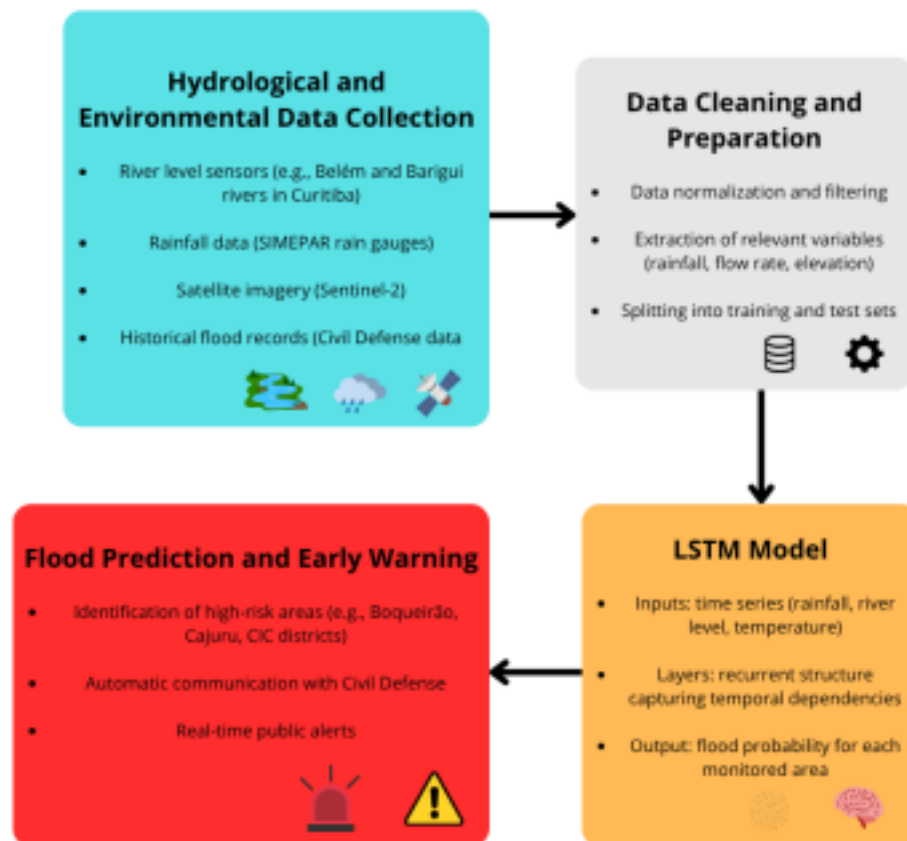 Hydrological and
Environmental Data Collection
• River level sensors (e.g., Belém and Barigui
rivers in Curitiba)
• Rainfall data (SIMEPAR rain gauges)
• Satellite imagery (Sentinel-2)
• Historical flood records (Civil Defense data
Data Cleaning and
Preparation
• Data normalization and filtering
• Extraction of relevant variables
(rainfall, flow rate, elevation)
• Splitting into training and test sets
LSTM Model
• Inputs: time series (rainfall, river
level, temperature)
• Layers: recurrent structure
capturing temporal dependencies
• Output: flood probability for each
monitored area
Flood Prediction and Early Warning
• Identification of high-risk areas (e.g., Boqueirão,
Cajuru, CIC districts)
• Automatic communication with Civil Defense
• Real-time public alerts